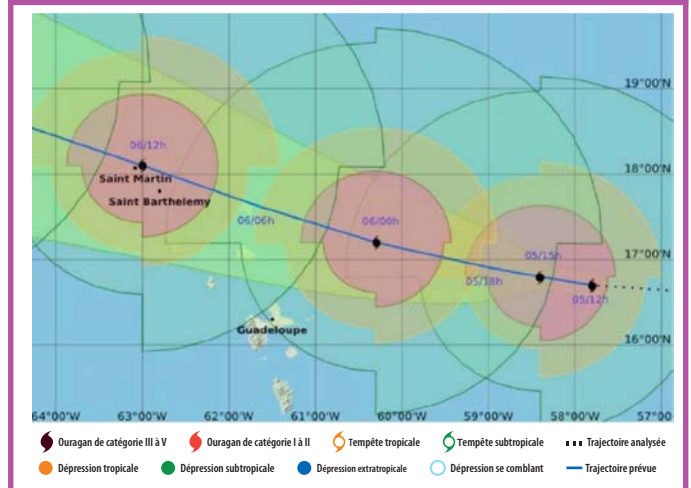 19°00'N
06/12h
18°00'N
Saint Martin
Saint Barthelemy
06/06h
06/00h
05/15h
17°00'N
05/18h
05/12h
Guadeloupe
16°00'N
64°00'W 63°00'W 62°00'W 61°00'W 60°00'W 59°00'W 58°00'W 57°00'
Ouragan de catégorie III à V Ouragan de catégorie I à II Tempête tropicale Tempête subtropicale Trajectoire analysée
Dépression tropicale Dépression subtropicale Dépression extratropicale Dépression se comblant Trajectoire prévue